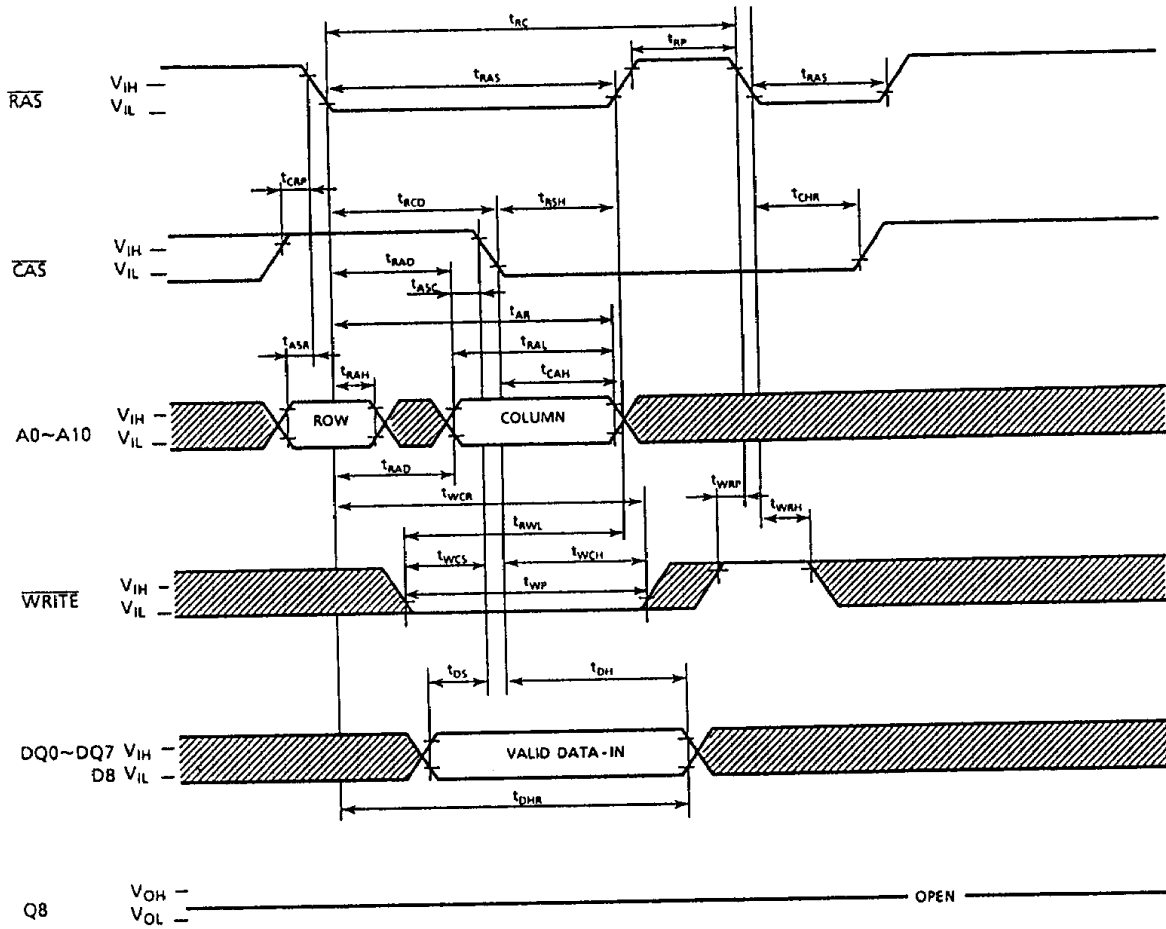 tRC
tRP
tRAS
tRAS
RAS
VIH
VIL
tCRP
tRCD
tRSH
tCHR
CAS
VIH
VIL
tRAD
tASC
tAR
tASR
tRAL
tRAH
tCAH
A0~A10
VIH
VIL
ROW
COLUMN
tRAD
tWCR
tWRP
tRWL
tWRH
tWCS
tWCH
WRITE
VIH
VIL
tWP
tDS
tDH
DQ0~DQ7 VIH
D8 VIL
VALID DATA-IN
tDHR
Q8
VOH
VOL
OPEN